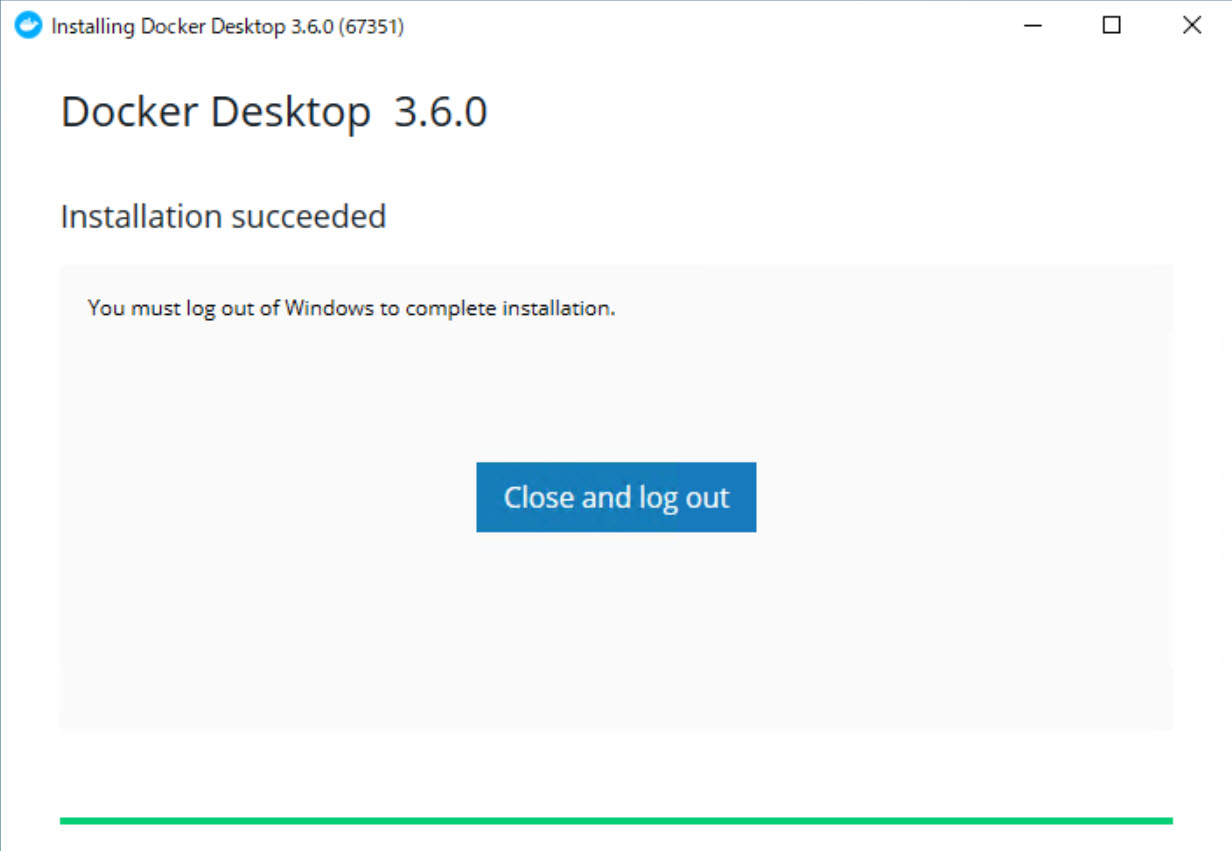 Installing Docker Desktop 3.6.0 (67351)
Docker Desktop 3.6.0
Installation succeeded
You must log out of Windows to complete installation.
Close and log out